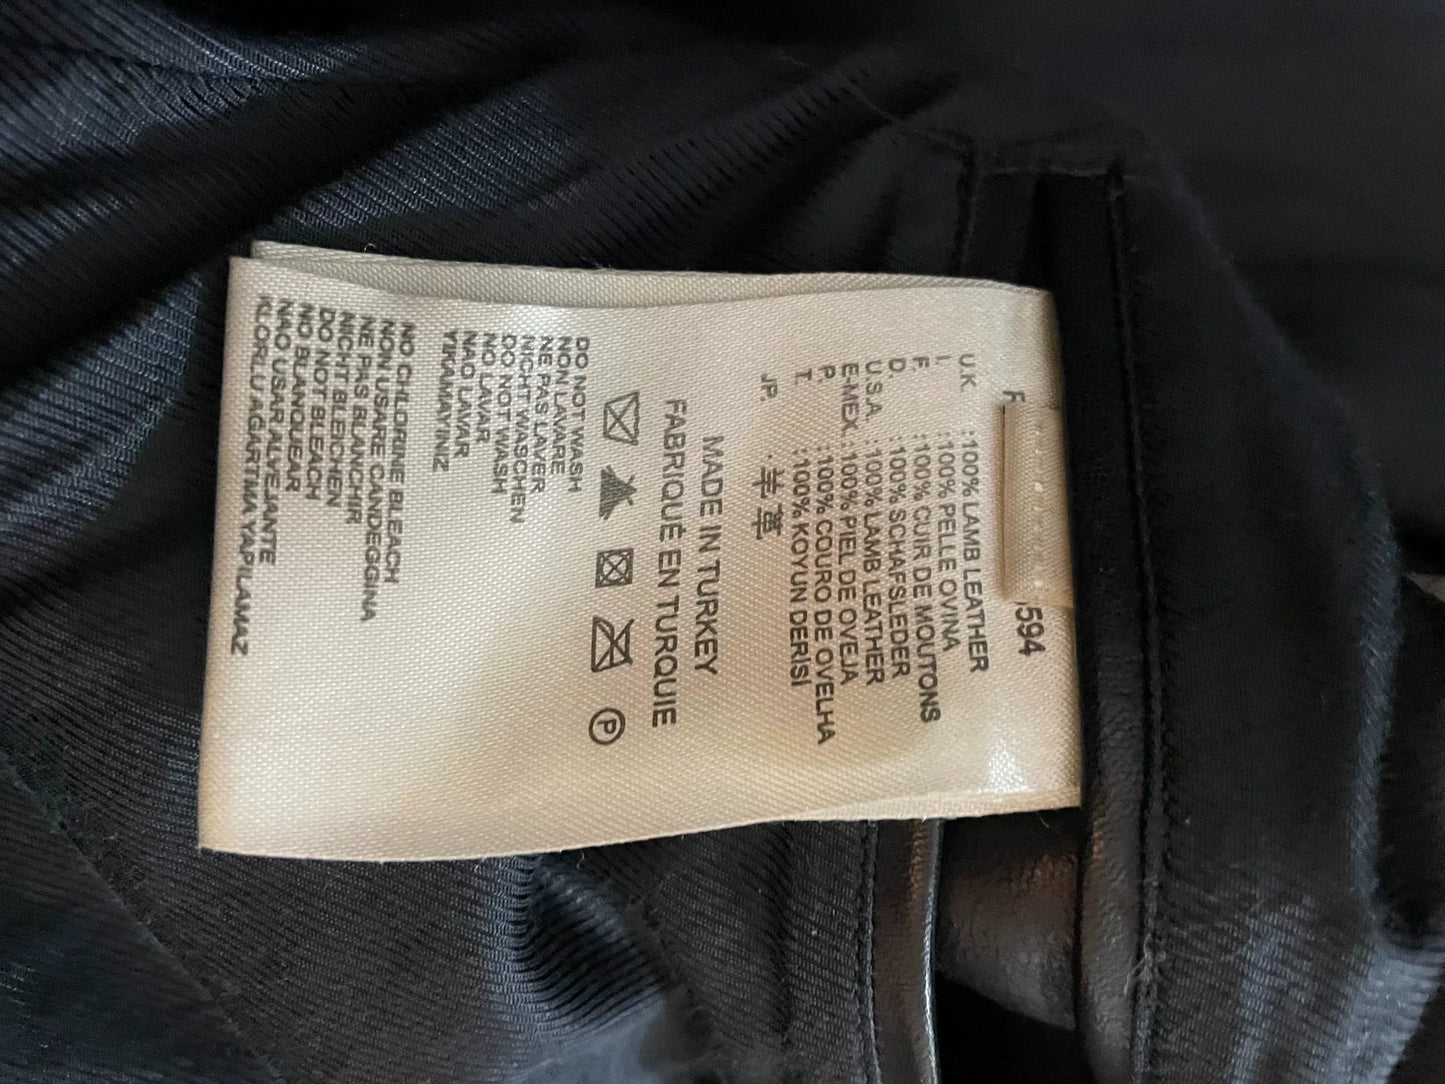 594
UK :100% LAMB LEATHER
I. :100% PELLE OVINA
F. :100% CUIR DE MOUTONS
D. :100% SCHAFSLEDER
U.S.A. :100% LAMB LEATHER
E-MEX. :100% PIEL DE OVEJA
P. :100% COURO DE OVELHA
T. :100% KOYUN DERİSİ
JP. 羊革
MADE IN TURKEY
FABRIQUÉ EN TURQUIE
P
DO NOT WASH
NON LAVARE
NE PAS LAVER
NICHT WASCHEN
DO NOT WASH
NO LAVAR
NAO LAVAR
YIKAMAYINIZ
NO CHLORINE BLEACH
NON USARE CANDEGGINA
NE PAS BLANCHIR
NICHT BLEICHEN
DO NOT BLEACH
NO BLANQUEAR
NAO USAR ALVEJANTE
KLORLU AGARTMA YAPILAMAZ